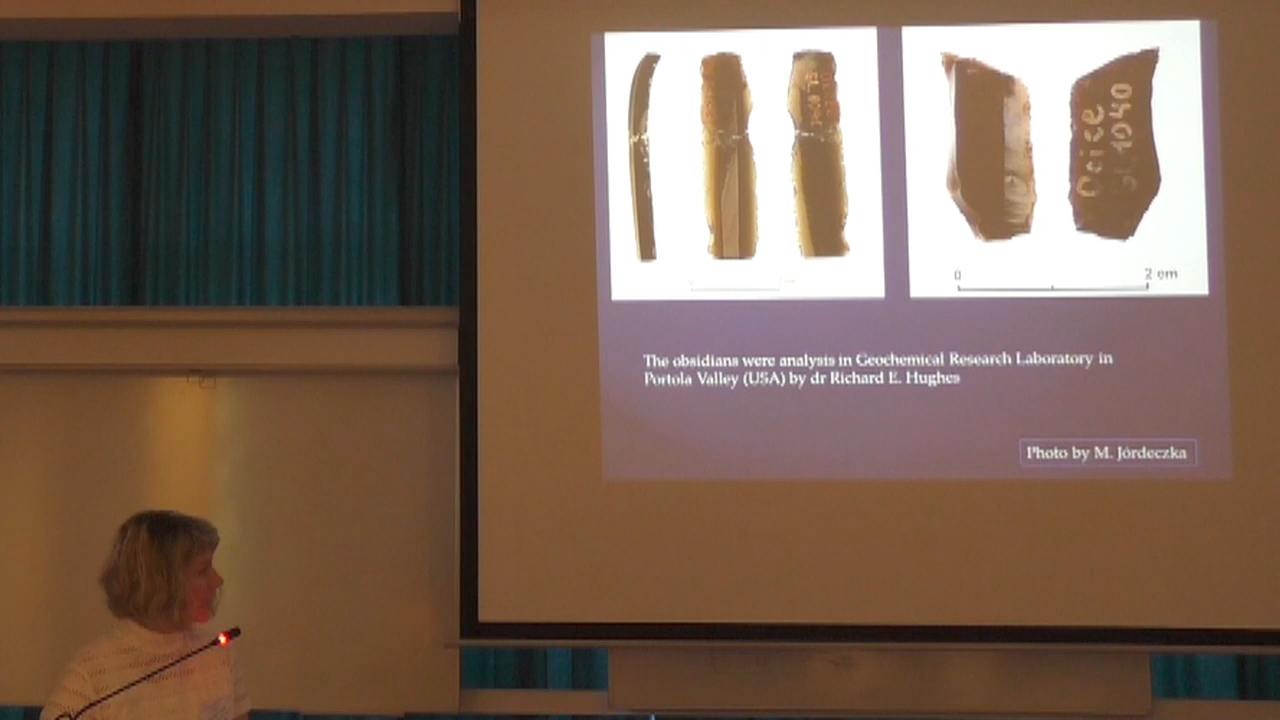 0
2 cm
1040
The obsidians were analysis in Geochemical Research Laboratory in
Portola Valley (USA) by dr Richard E. Hughes
Photo by M. Jórdeczka